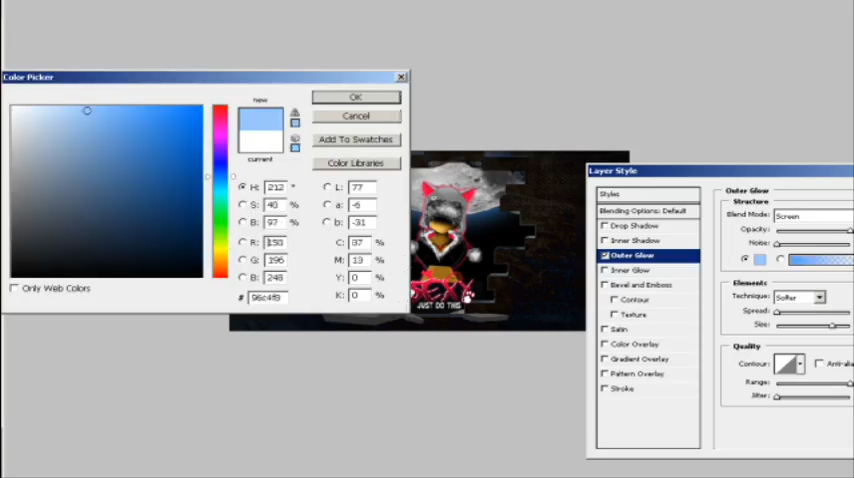 Color Picker
new
current
OK
Cancel
Add To Swatches
Color Libraries
H: 212 °
S: 40 %
B: 97 %
R: 150
G: 196
B: 248
# 96c4f8
L: 77
a: -6
b: -31
C: 37 %
M: 13 %
Y: 0 %
K: 0 %
Only Web Colors
JUST DO THIS
Layer Style
Styles
Blending Options: Default
Drop Shadow
Inner Shadow
Outer Glow
Inner Glow
Bevel and Emboss
Contour
Texture
Satin
Color Overlay
Gradient Overlay
Pattern Overlay
Stroke
Outer Glow
Structure
Blend Mode: Screen
Opacity:
Noise:
Elements
Technique: Softer
Spread:
Size:
Quality
Contour:
Anti-alia
Range:
Jitter: